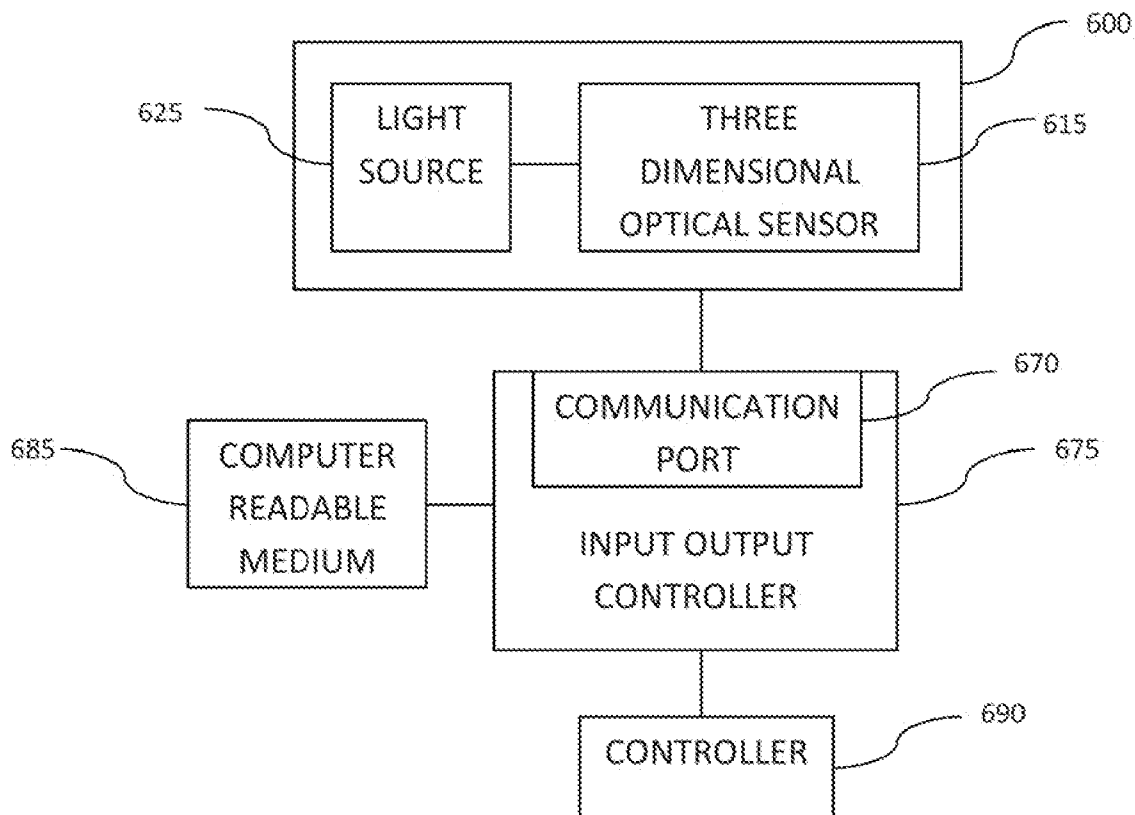 600
625
LIGHT
SOURCE
THREE
DIMENSIONAL
OPTICAL SENSOR
615
670
COMMUNICATION
PORT
685
COMPUTER
READABLE
MEDIUM
675
INPUT OUTPUT
CONTROLLER
690
CONTROLLER